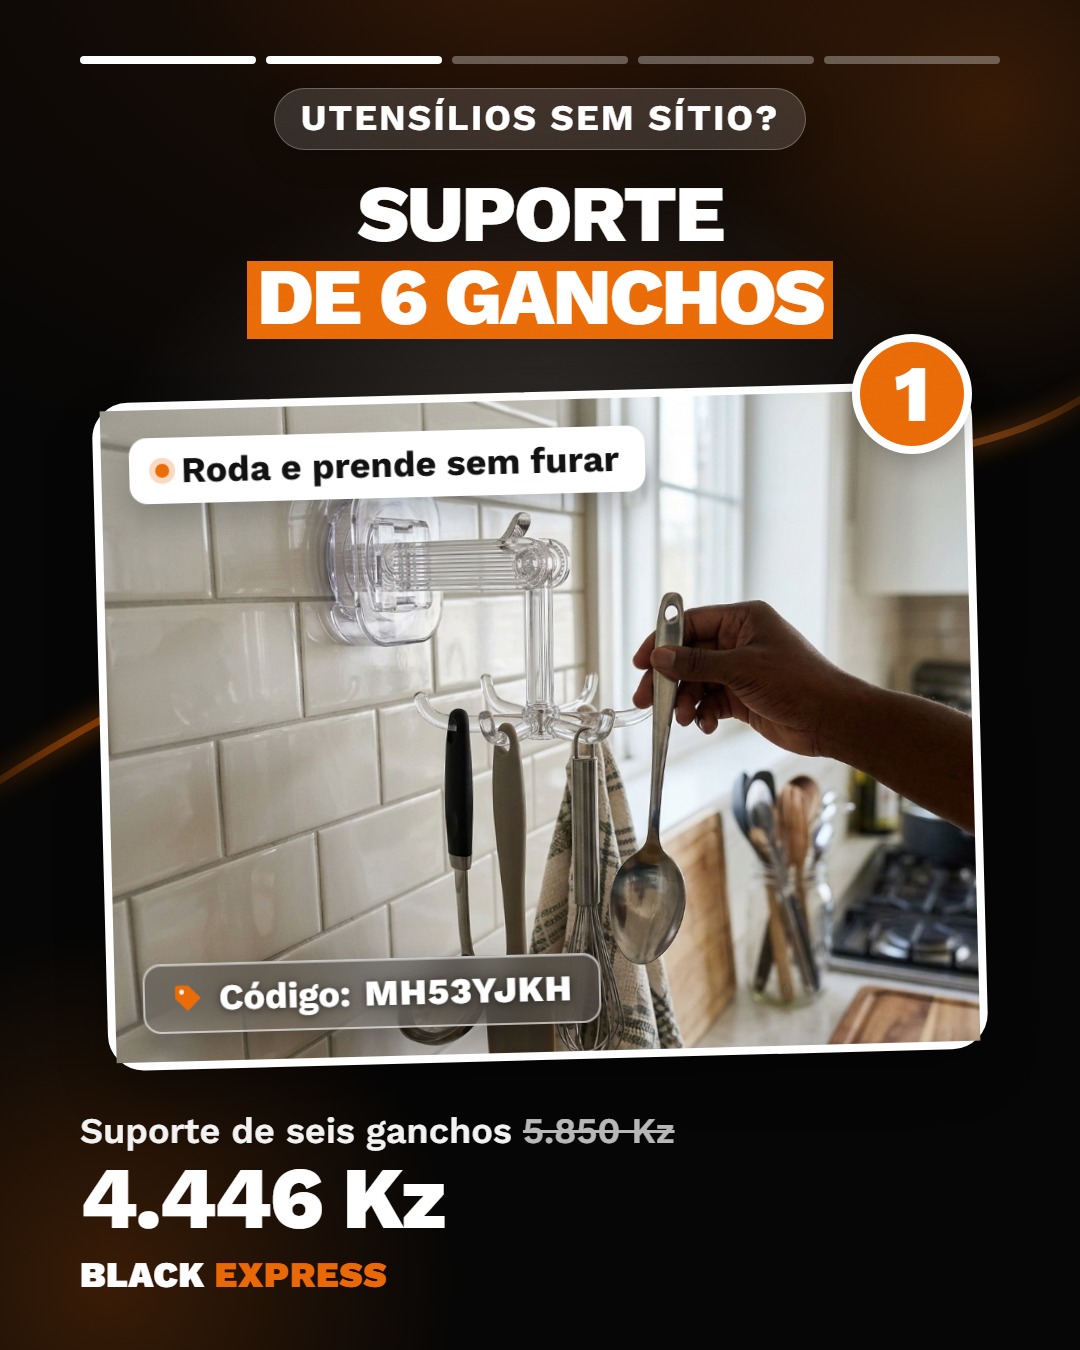 UTENSÍLIOS SEM SÍTIO?
SUPORTE
DE 6 GANCHOS
1
Roda e prende sem furar
Código: MH53YJKH
Suporte de seis ganchos 5.850 Kz
4.446 Kz
BLACK EXPRESS